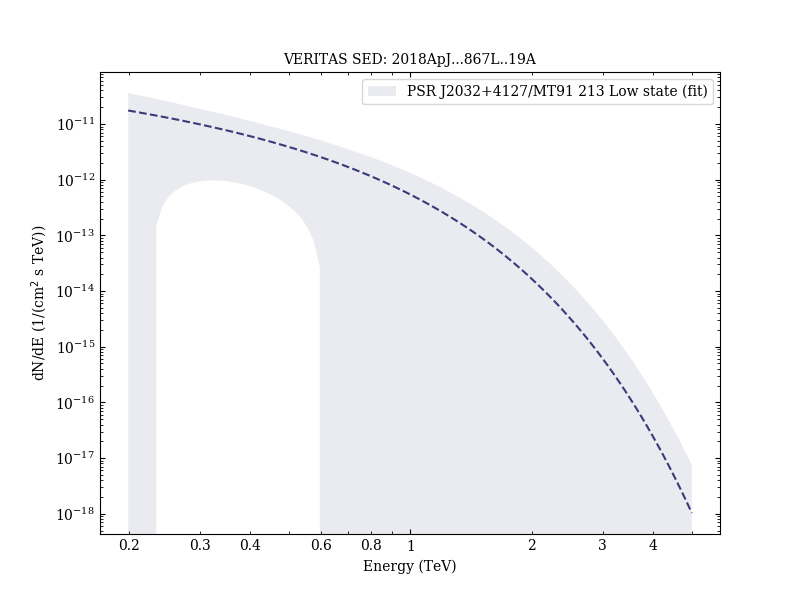 VERITAS SED: 2018ApJ...867L..19A
PSR J2032+4127/MT91 213 Low state (fit)
dN/dE (1/(cm² s TeV))
10⁻¹¹
10⁻¹²
10⁻¹³
10⁻¹⁴
10⁻¹⁵
10⁻¹⁶
10⁻¹⁷
10⁻¹⁸
0.2 0.3 0.4 0.6 0.8 1 2 3 4
Energy (TeV)